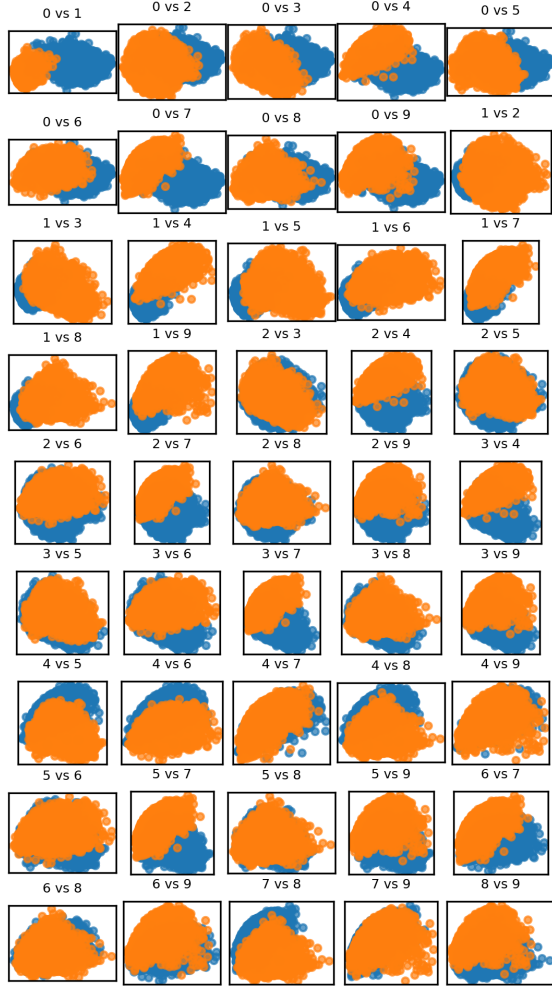 0 vs 1 0 vs 2 0 vs 3 0 vs 4 0 vs 5
0 vs 6 0 vs 7 0 vs 8 0 vs 9 1 vs 2
1 vs 3 1 vs 4 1 vs 5 1 vs 6 1 vs 7
1 vs 8 1 vs 9 2 vs 3 2 vs 4 2 vs 5
2 vs 6 2 vs 7 2 vs 8 2 vs 9 3 vs 4
3 vs 5 3 vs 6 3 vs 7 3 vs 8 3 vs 9
4 vs 5 4 vs 6 4 vs 7 4 vs 8 4 vs 9
5 vs 6 5 vs 7 5 vs 8 5 vs 9 6 vs 7
6 vs 8 6 vs 9 7 vs 8 7 vs 9 8 vs 9